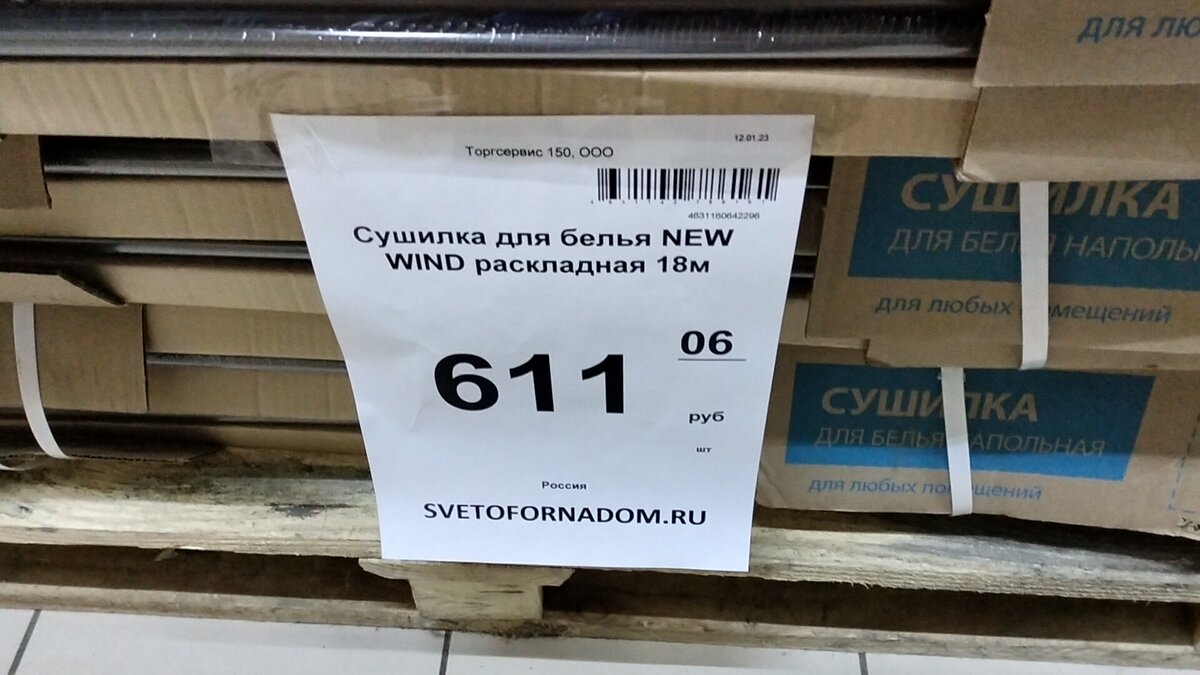 12.01.23
Торгсервис 150, ООО
4631160642296
Сушилка для белья NEW
WIND раскладная 18м
611
06
руб
шт
Россия
SVETOFORNADOM.RU
для лю
СУШИЛКА
ДЛЯ БЕЛЬЯ НАПОЛЬ
для любых помещений
СУШИЛКА
ДЛЯ БЕЛЬЯ НАПОЛЬНАЯ
для любых помещений